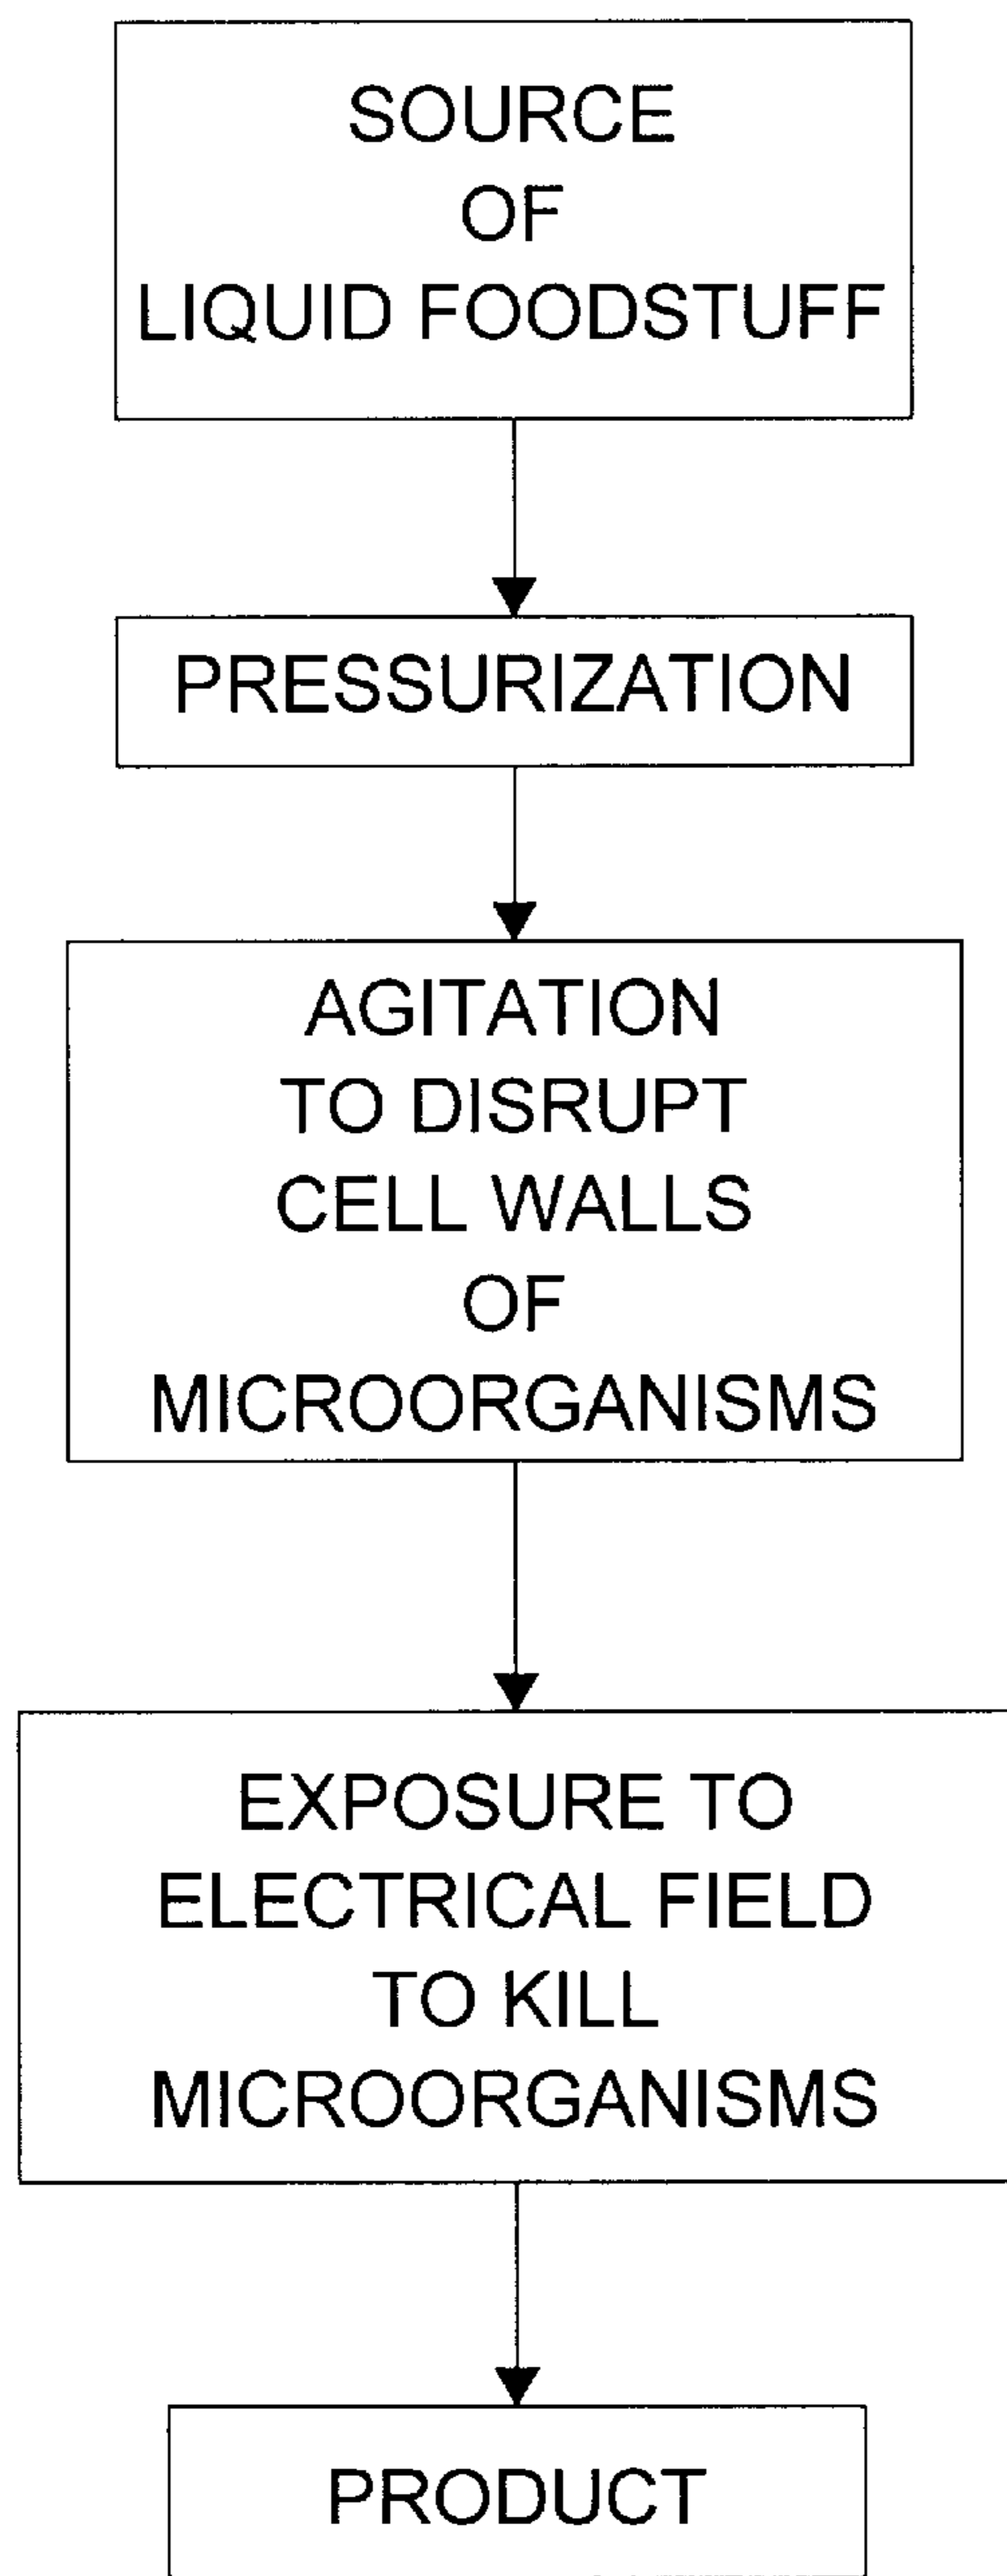 SOURCE
OF
LIQUID FOODSTUFF
PRESSURIZATION
AGITATION
TO DISRUPT
CELL WALLS
OF
MICROORGANISMS
EXPOSURE TO
ELECTRICAL FIELD
TO KILL
MICROORGANISMS
PRODUCT